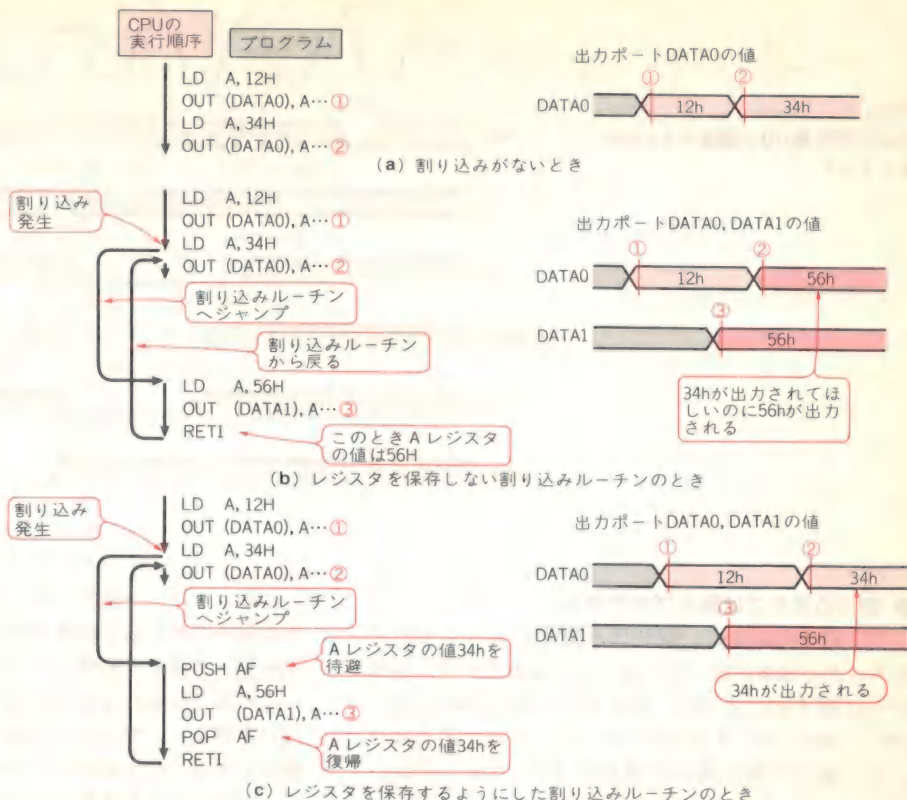 CPUの
実行順序
プログラム
LD A, 12H
OUT (DATA0), A…①
LD A, 34H
OUT (DATA0), A…②
出力ポートDATA0の値
① ②
DATA0 12h 34h
(a) 割り込みがないとき
割り込み
発生
LD A, 12H
OUT (DATA0), A…①
LD A, 34H
OUT (DATA0), A…②
割り込みルーチン
へジャンプ
割り込みルーチン
から戻る
LD A, 56H
OUT (DATA1), A…③
RETI
このとき A レジスタ
の値は56H
出力ポートDATA0, DATA1の値
① ②
DATA0 12h 56h
③
DATA1 56h
34hが出力されてほ
しいのに56hが出力
される
(b) レジスタを保存しない割り込みルーチンのとき
割り込み
発生
LD A, 12H
OUT (DATA0), A…①
LD A, 34H
OUT (DATA0), A…②
割り込みルーチン
へジャンプ
PUSH AF
LD A, 56H
OUT (DATA1), A…③
POP AF
RETI
A レジスタの値34hを
待避
A レジスタの値34hを
復帰
出力ポートDATA0, DATA1の値
① ②
DATA0 12h 34h
③
DATA1 56h
34hが出力される
(c) レジスタを保存するようにした割り込みルーチンのとき